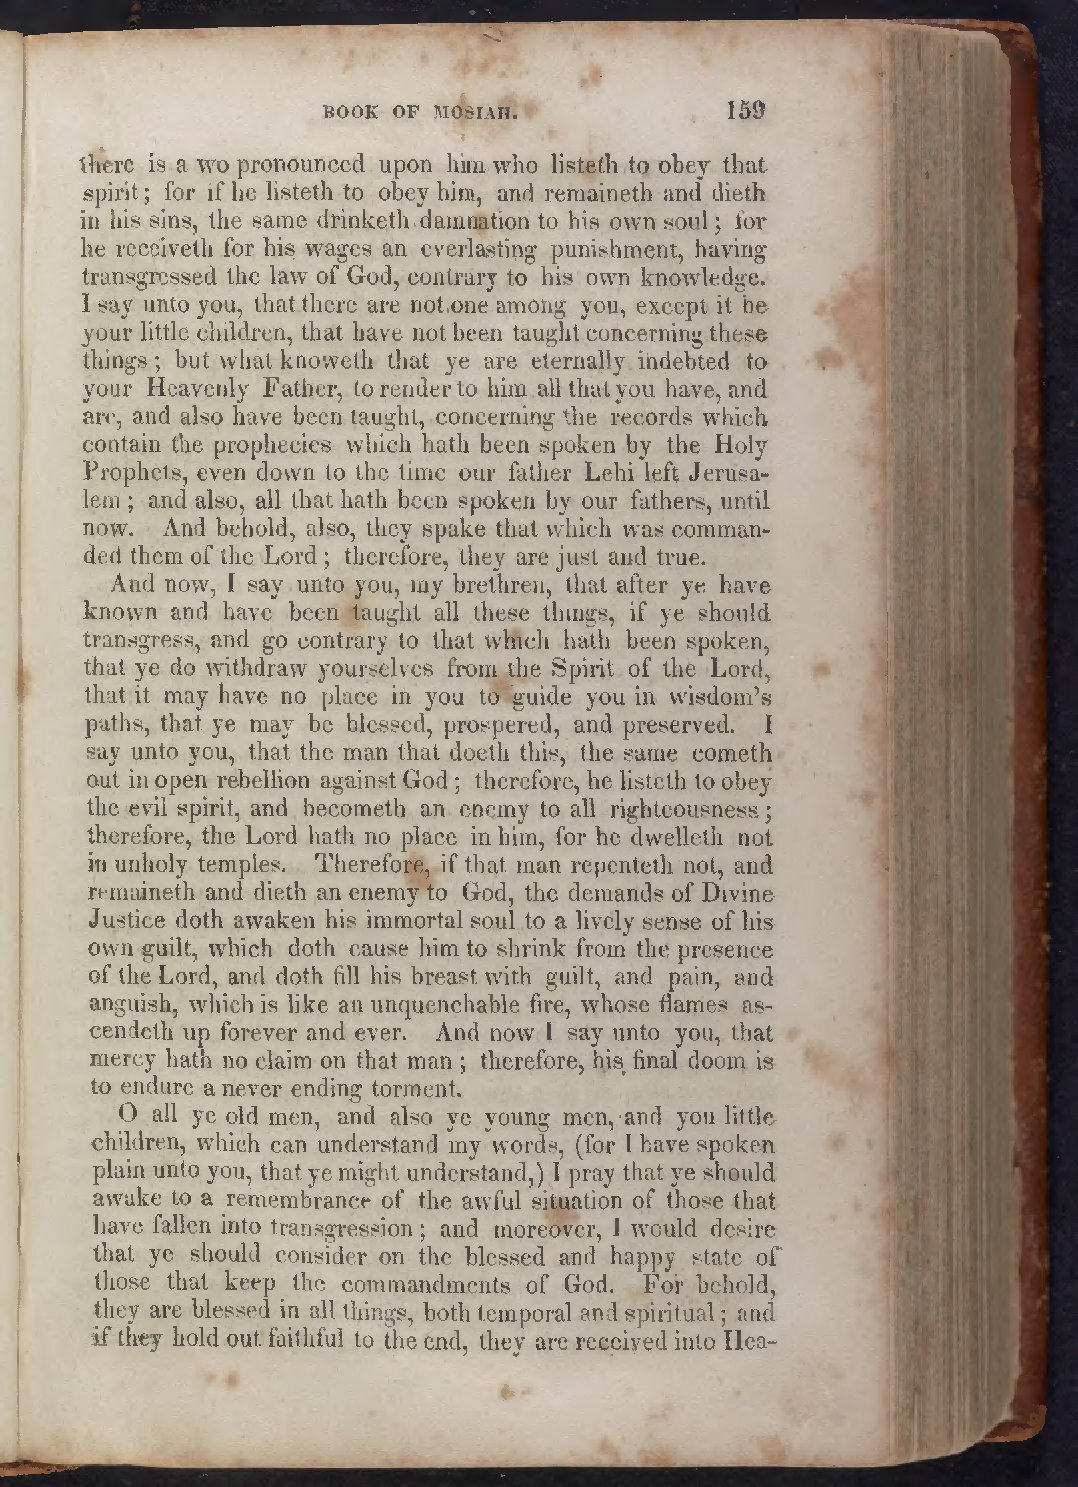 BOOK OF MOSIAH. 159
there is a wo pronounced upon him who listeth to obey that
spirit; for if he listeth to obey him, and remaineth and dieth
in his sins, the same drinketh damnation to his own soul; for
he receiveth for his wages an everlasting punishment, having
transgressed the law of God, contrary to his own knowledge.
I say unto you, that there are not one among you, except it be
your little children, that have not been taught concerning these
things; but what knoweth that ye are eternally indebted to
your Heavenly Father, to render to him all that you have, and
are, and also have been taught, concerning the records which
contain the prophecies which hath been spoken by the Holy
Prophets, even down to the time our father Lehi left Jerusa-
lem; and also, all that hath been spoken by our fathers, until
now. And behold, also, they spake that which was comman-
ded them of the Lord; therefore, they are just and true.
And now, I say unto you, my brethren, that after ye have
known and have been taught all these things, if ye should
transgress, and go contrary to that which hath been spoken,
that ye do withdraw yourselves from the Spirit of the Lord,
that it may have no place in you to guide you in wisdom's
paths, that ye may be blessed, prospered, and preserved. I
say unto you, that the man that doeth this, the same cometh
out in open rebellion against God; therefore, he listeth to obey
the evil spirit, and becometh an enemy to all righteousness;
therefore, the Lord hath no place in him, for he dwelleth not
in unholy temples. Therefore, if that man repenteth not, and
remaineth and dieth an enemy to God, the demands of Divine
Justice doth awaken his immortal soul to a lively sense of his
own guilt, which doth cause him to shrink from the presence
of the Lord, and doth fill his breast with guilt, and pain, and
anguish, which is like an unquenchable fire, whose flames as-
cendeth up forever and ever. And now I say unto you, that
mercy hath no claim on that man; therefore, his final doom is
to endure a never ending torment.
O all ye old men, and also ye young men, and you little
children, which can understand my words, (for I have spoken
plain unto you, that ye might understand,) I pray that ye should
awake to a remembrance of the awful situation of those that
have fallen into transgression; and moreover, I would desire
that ye should consider on the blessed and happy state of
those that keep the commandments of God. For behold,
they are blessed in all things, both temporal and spiritual; and
if they hold out faithful to the end, they are received into Hea-